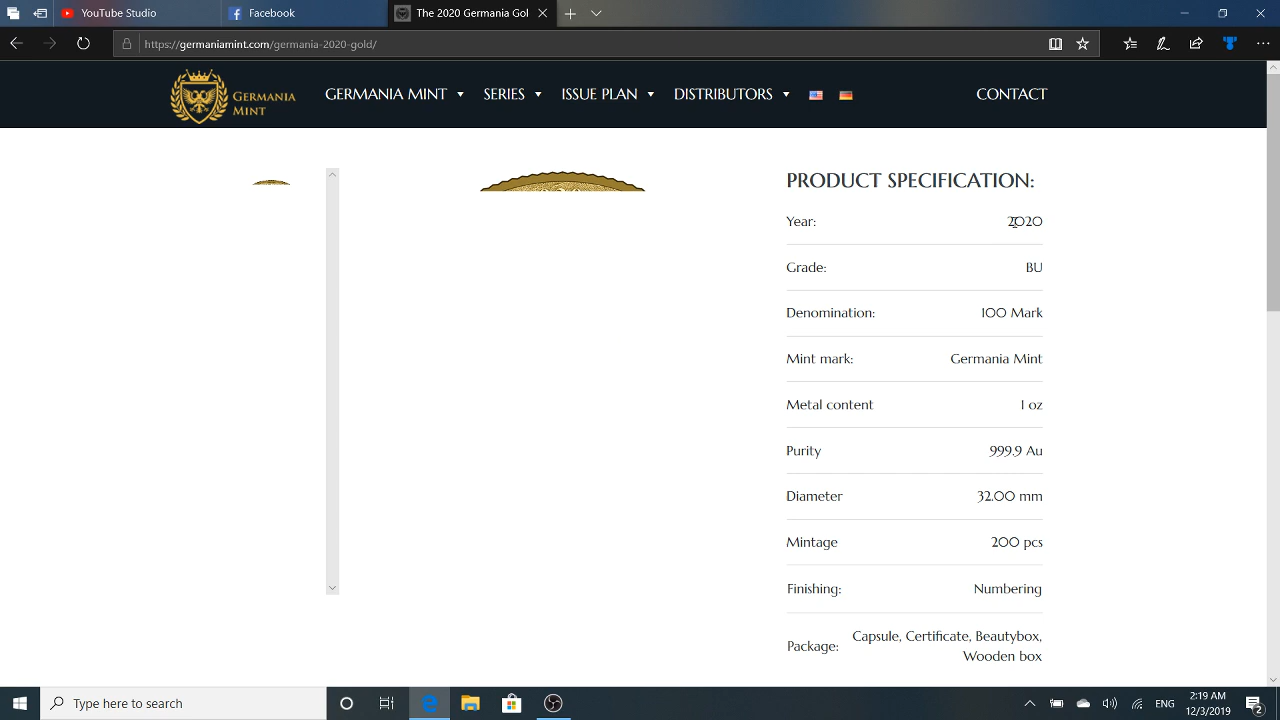 YouTube Studio
Facebook
The 2020 Germania Gol
https://germaniamint.com/germania-2020-gold/
GERMANIA
MINT
GERMANIA MINT
SERIES
ISSUE PLAN
DISTRIBUTORS
CONTACT
PRODUCT SPECIFICATION:
Year: 2020
Grade: BU
Denomination: 100 Mark
Mint mark: Germania Mint
Metal content 1 oz
Purity 999.9 Au
Diameter 32.00 mm
Mintage 200 pcs
Finishing: Numbering
Package: Capsule, Certificate, Beautybox,
Wooden box
Type here to search
ENG
2:19 AM
12/3/2019
2